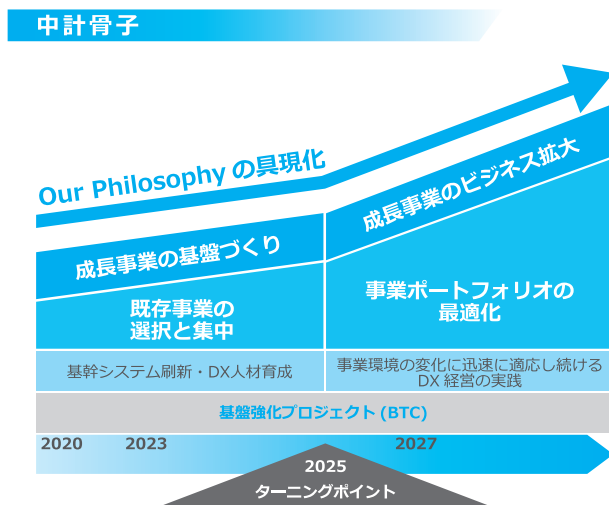 中計骨子
Our Philosophy の具現化
成長事業の基盤づくり
成長事業のビジネス拡大
既存事業の
選択と集中
事業ポートフォリオの
最適化
基幹システム刷新・DX人材育成
事業環境の変化に迅速に適応し続ける
DX 経営の実践
基盤強化プロジェクト (BTC)
2020 2023 2027
2025
ターニングポイント